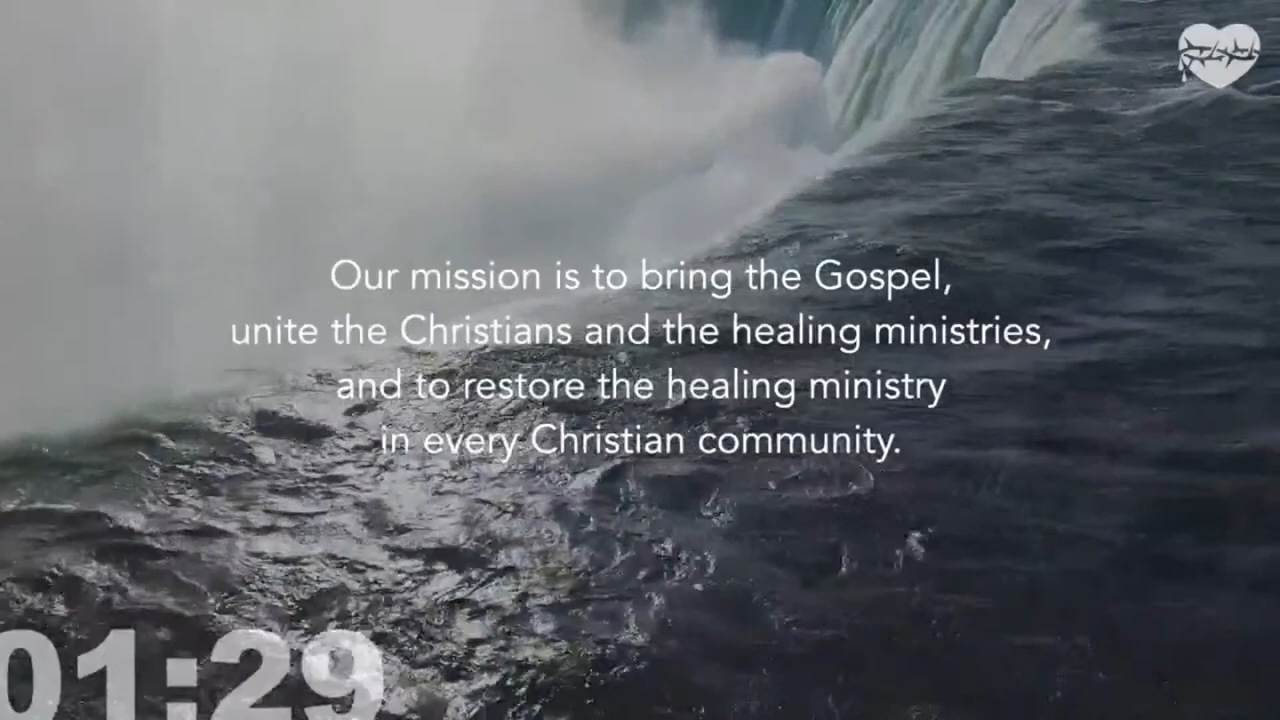 Our mission is to bring the Gospel,
unite the Christians and the healing ministries,
and to restore the healing ministry
in every Christian community.
01:29